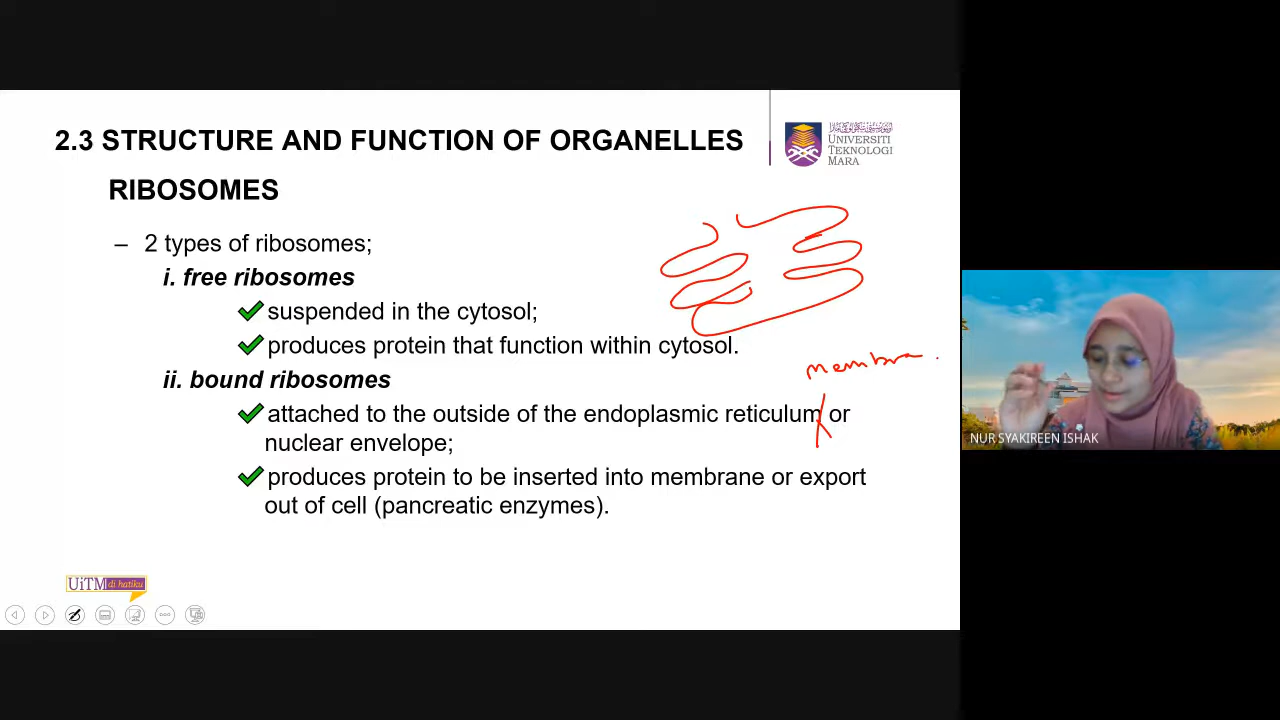 2.3 STRUCTURE AND FUNCTION OF ORGANELLES
RIBOSOMES
UNIVERSITI
TEKNOLOGI
MARA
– 2 types of ribosomes;
i. free ribosomes
suspended in the cytosol;
produces protein that function within cytosol.
ii. bound ribosomes
membra
attached to the outside of the endoplasmic reticulum or
nuclear envelope;
produces protein to be inserted into membrane or export
out of cell (pancreatic enzymes).
UiTM di hatiku
NUR SYAKIREEN ISHAK